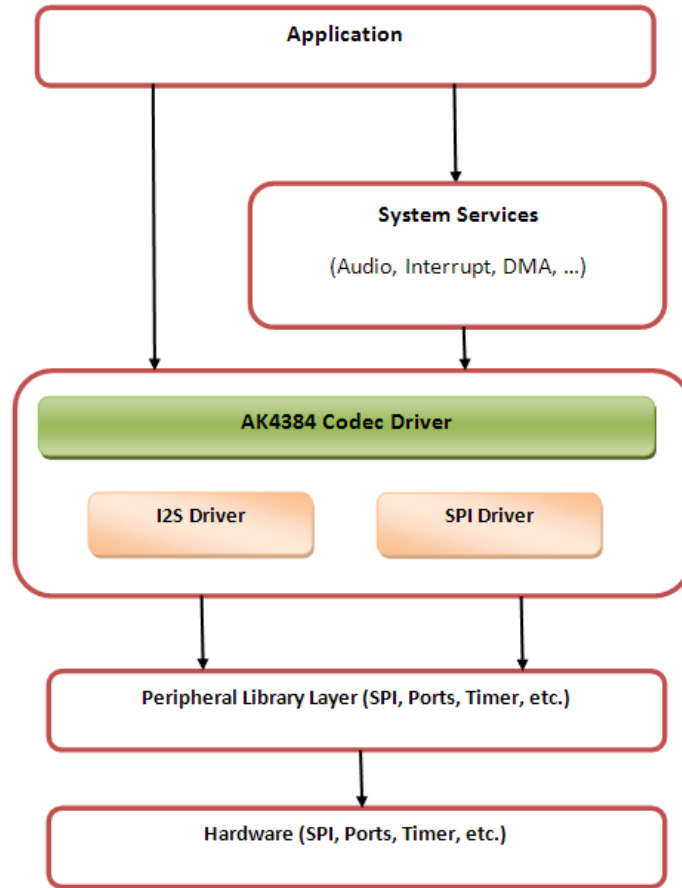 Application
System Services
(Audio, Interrupt, DMA, ...)
AK4384 Codec Driver
I2S Driver
SPI Driver
Peripheral Library Layer (SPI, Ports, Timer, etc.)
Hardware (SPI, Ports, Timer, etc.)